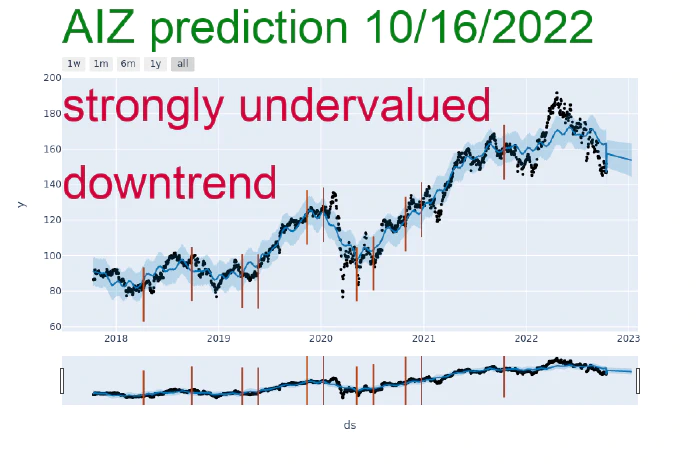 AIZ prediction 10/16/2022
1w 1m 6m 1y all
200
strongly undervalued
180
160
downtrend
140
y
120
100
80
60
2018 2019 2020 2021 2022 2023
ds